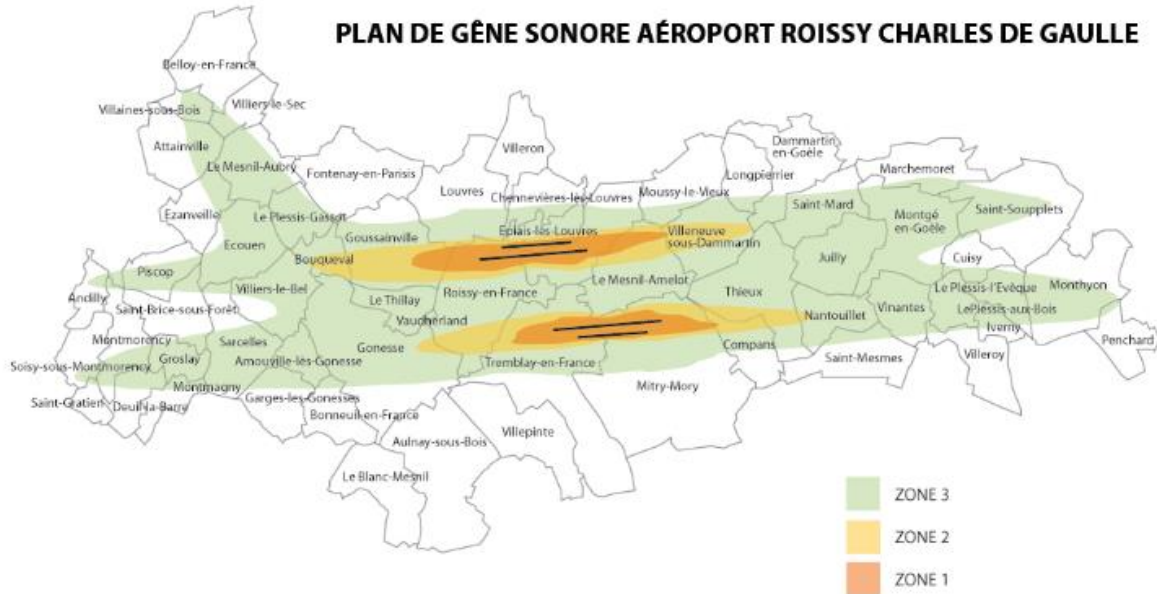 PLAN DE GÊNE SONORE AÉROPORT ROISSY CHARLES DE GAULLE
Belloy-en-France
Villaines-sous-Bois
Villiers-le-Sec
Attainville
Le Mesnil-Aubry
Fontenay-en-Parisis
Louvres
Villeron
Chennevières-lès-Louvres
Moussy-le-Vieux
Longpierrier
Dammartin
en-Goële
Marchemoret
Ezanville
Le Plessis-Gassot
Ecouen
Goussainville
Epiais-lès-Louvres
Villeneuve
sous-Dammartin
Saint-Mard
Montgé
en-Goële
Saint-Soupplets
Bouqueval
Piscop
Andilly
Villiers-le-Bel
Saint-Brice-sous-Forêt
Le Thillay
Roissy-en-France
Le Mesnil-Amelot
Thieux
Juilly
Cuisy
Le Plessis-l'Evêque
Monthyon
Vaudherland
Nantouillet
Vinantes
LePlessis-aux-Bois
Iverny
Montmorency
Sarcelles
Gonesse
Compans
Penchard
Soisy-sous-Montmorency
Groslay
Arnouville-lès-Gonesse
Tremblay-en-France
Saint-Mesmes
Villeroy
Montmagny
Mitry-Mory
Saint-Gratien
Deuil-la-Barry
Garges-les-Gonesses
Bonneuil-en-France
Aulnay-sous-Bois
Villepinte
Le Blanc-Mesnil
ZONE 3
ZONE 2
ZONE 1